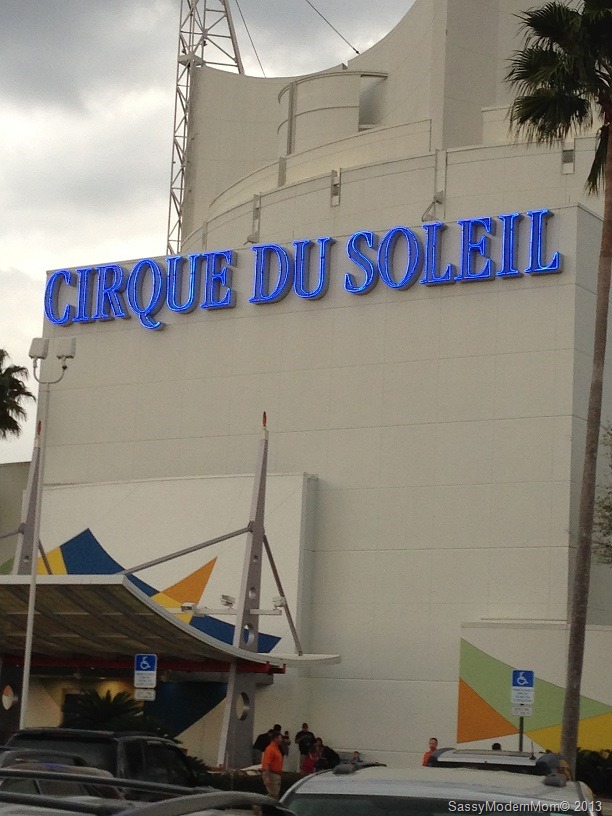 CIRQUE DU SOLEIL
SassyModernMom© 2013